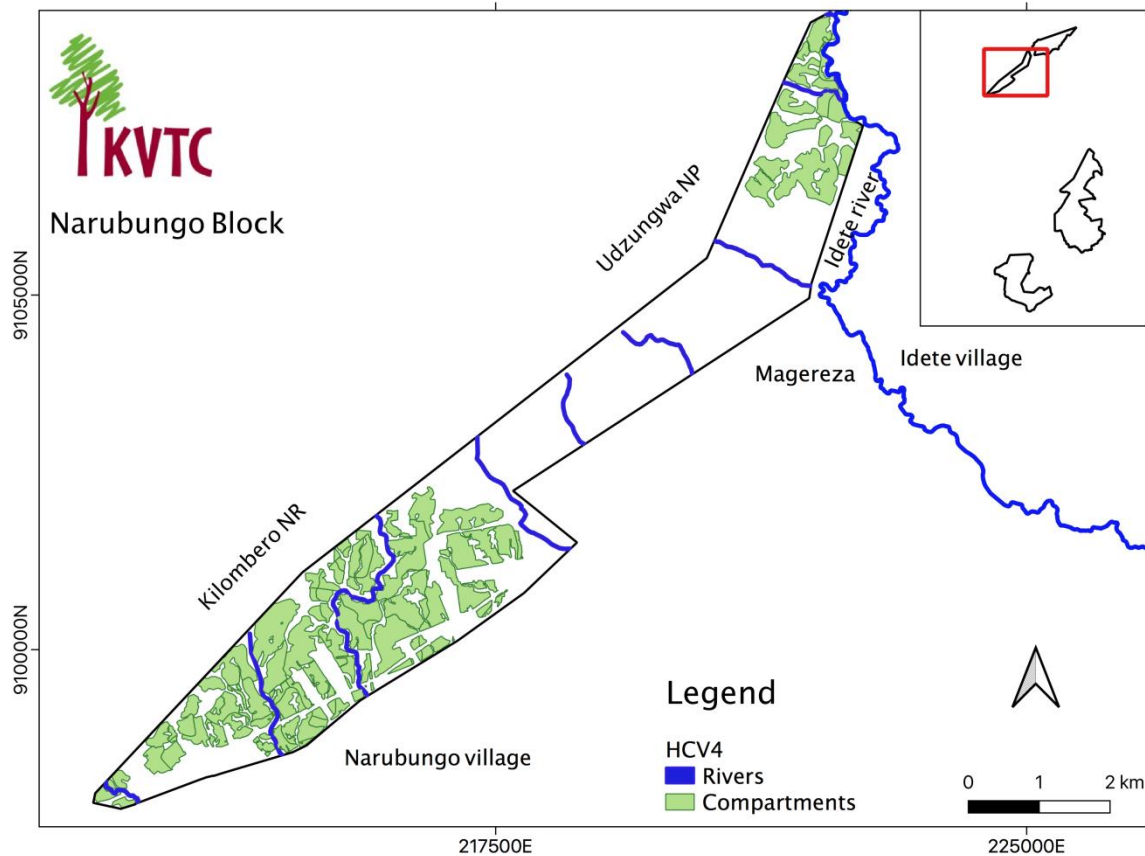 KVTC
Narubungo Block
Udzungwa NP
Idete river
9105000N
Magereza
Idete village
Kilombero NR
9100000N
Narubungo village
Legend
HCV4
Rivers
Compartments
0 1 2 km
217500E 225000E